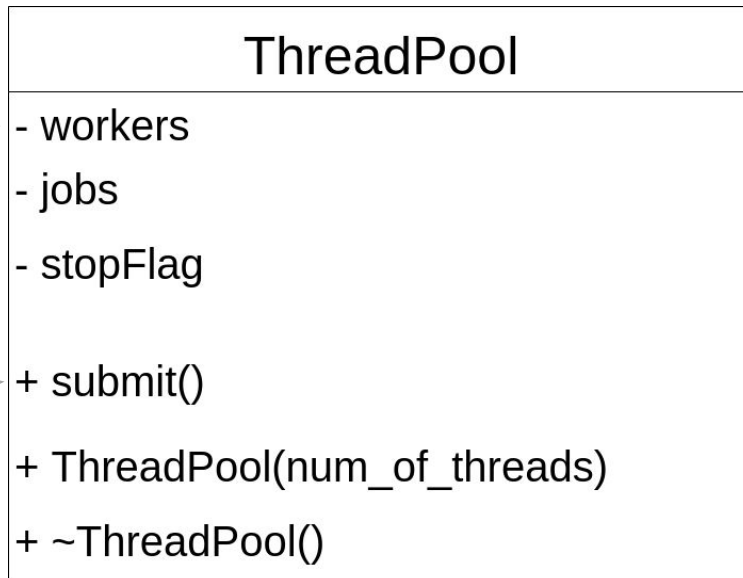 ThreadPool
- workers
- jobs
- stopFlag
+ submit()
+ ThreadPool(num_of_threads)
+ ~ThreadPool()